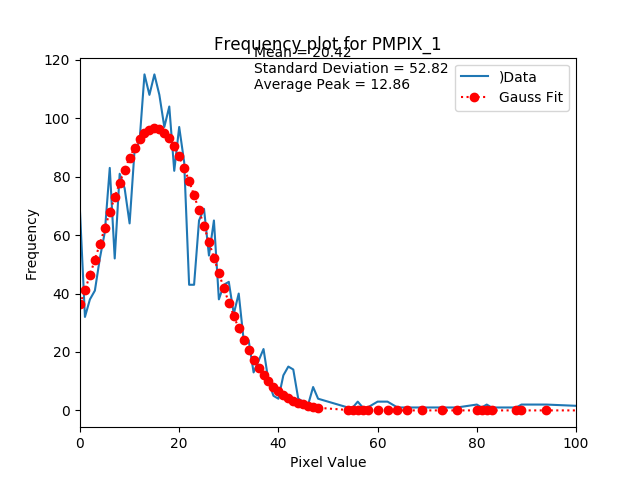 Frequency plot for PMPIX_1
Mean = 20.42
Standard Deviation = 52.82
Average Peak = 12.86
)Data
Gauss Fit
120
100
80
60
40
20
0
Frequency
0 20 40 60 80 100
Pixel Value